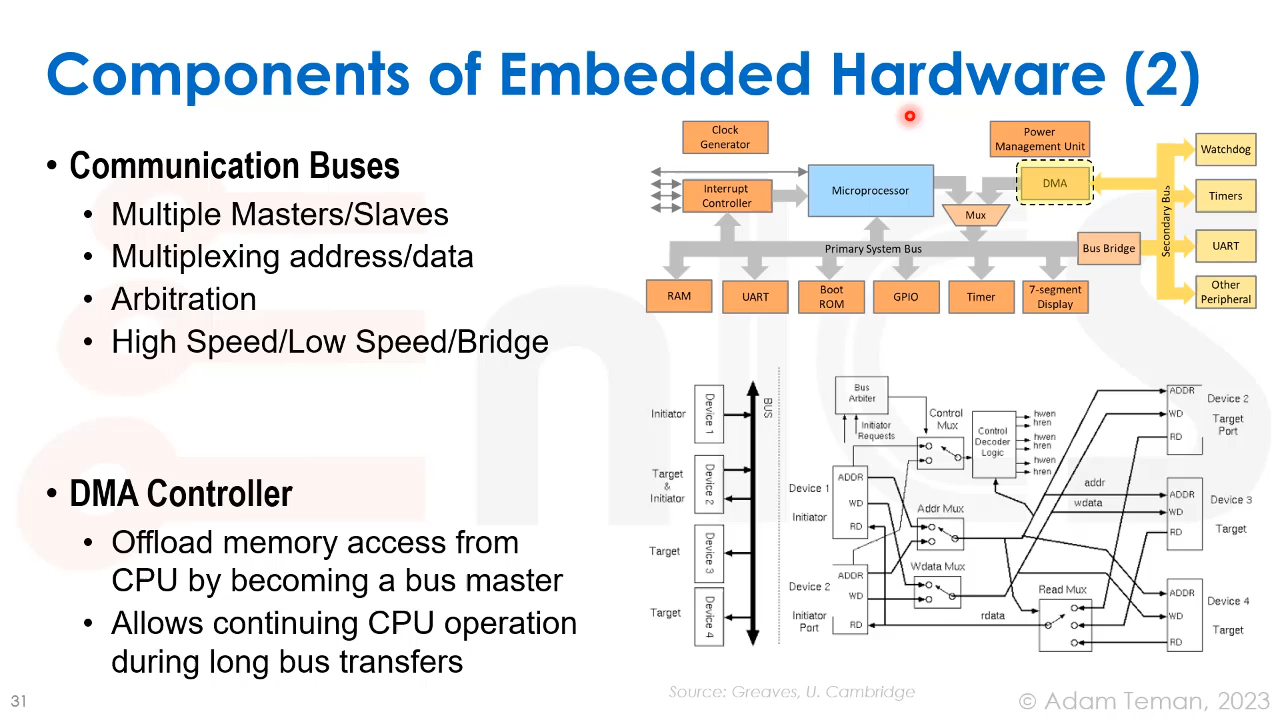 Components of Embedded Hardware (2)
• Communication Buses
• Multiple Masters/Slaves
• Multiplexing address/data
• Arbitration
• High Speed/Low Speed/Bridge
• DMA Controller
• Offload memory access from
CPU by becoming a bus master
• Allows continuing CPU operation
during long bus transfers
Clock
Generator
Power
Management Unit
Interrupt
Controller
Microprocessor
DMA
Mux
Primary System Bus
Bus Bridge
Secondary Bus
Watchdog
Timers
UART
Other
Peripheral
RAM
UART
Boot
ROM
GPIO
Timer
7-segment
Display
Initiator
Device 1
BUS
Target
&
Initiator
Device 2
Target
Device 3
Target
Device 4
Bus
Arbiter
Initiator
Requests
Control
Mux
Control
Decoder
Logic
hwen
hren
hwen
hren
hwen
hren
Device 1
Initiator
ADDR
WD
RD
Addr Mux
Wdata Mux
Device 2
Initiator
Port
ADDR
WD
RD
rdata
Read Mux
addr
wdata
ADDR
WD
RD
Device 2
Target
Port
ADDR
WD
RD
Device 3
Target
ADDR
WD
RD
Device 4
Target
31
Source: Greaves, U. Cambridge
© Adam Teman, 2023
enICS